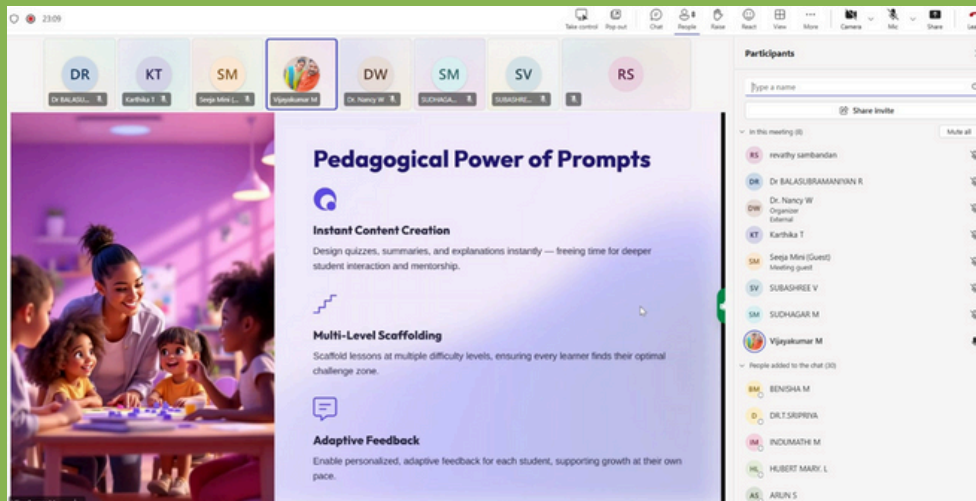 23:09
Take control
Pop out
Chat
People
8
Raise
React
View
More
Camera
Mic
Share
DR
KT
SM
DW
SM
SV
RS
Dr BALASU...
Karthika T
Seeja Mini (...
Vijayakumar M
Dr. Nancy W
SUDHAGA...
SUBASHRE...
Pedagogical Power of Prompts
Instant Content Creation
Design quizzes, summaries, and explanations instantly — freeing time for deeper
student interaction and mentorship.
Multi-Level Scaffolding
Scaffold lessons at multiple difficulty levels, ensuring every learner finds their optimal
challenge zone.
Adaptive Feedback
Enable personalized, adaptive feedback for each student, supporting growth at their own
pace.
Participants
Type a name
Share invite
In this meeting (8)
Mute all
RS revathy sambandan
DR Dr BALASUBRAMANIYAN R
DW Dr. Nancy W
Organizer
External
KT Karthika T
SM Seeja Mini (Guest)
Meeting guest
SV SUBASHREE V
SM SUDHAGAR M
Vijayakumar M
People added to the chat (30)
BM BENISHA M
D DR.T.SRIPRIYA
IM INDUMATHI M
HL HUBERT MARY. L
AS ARUN S